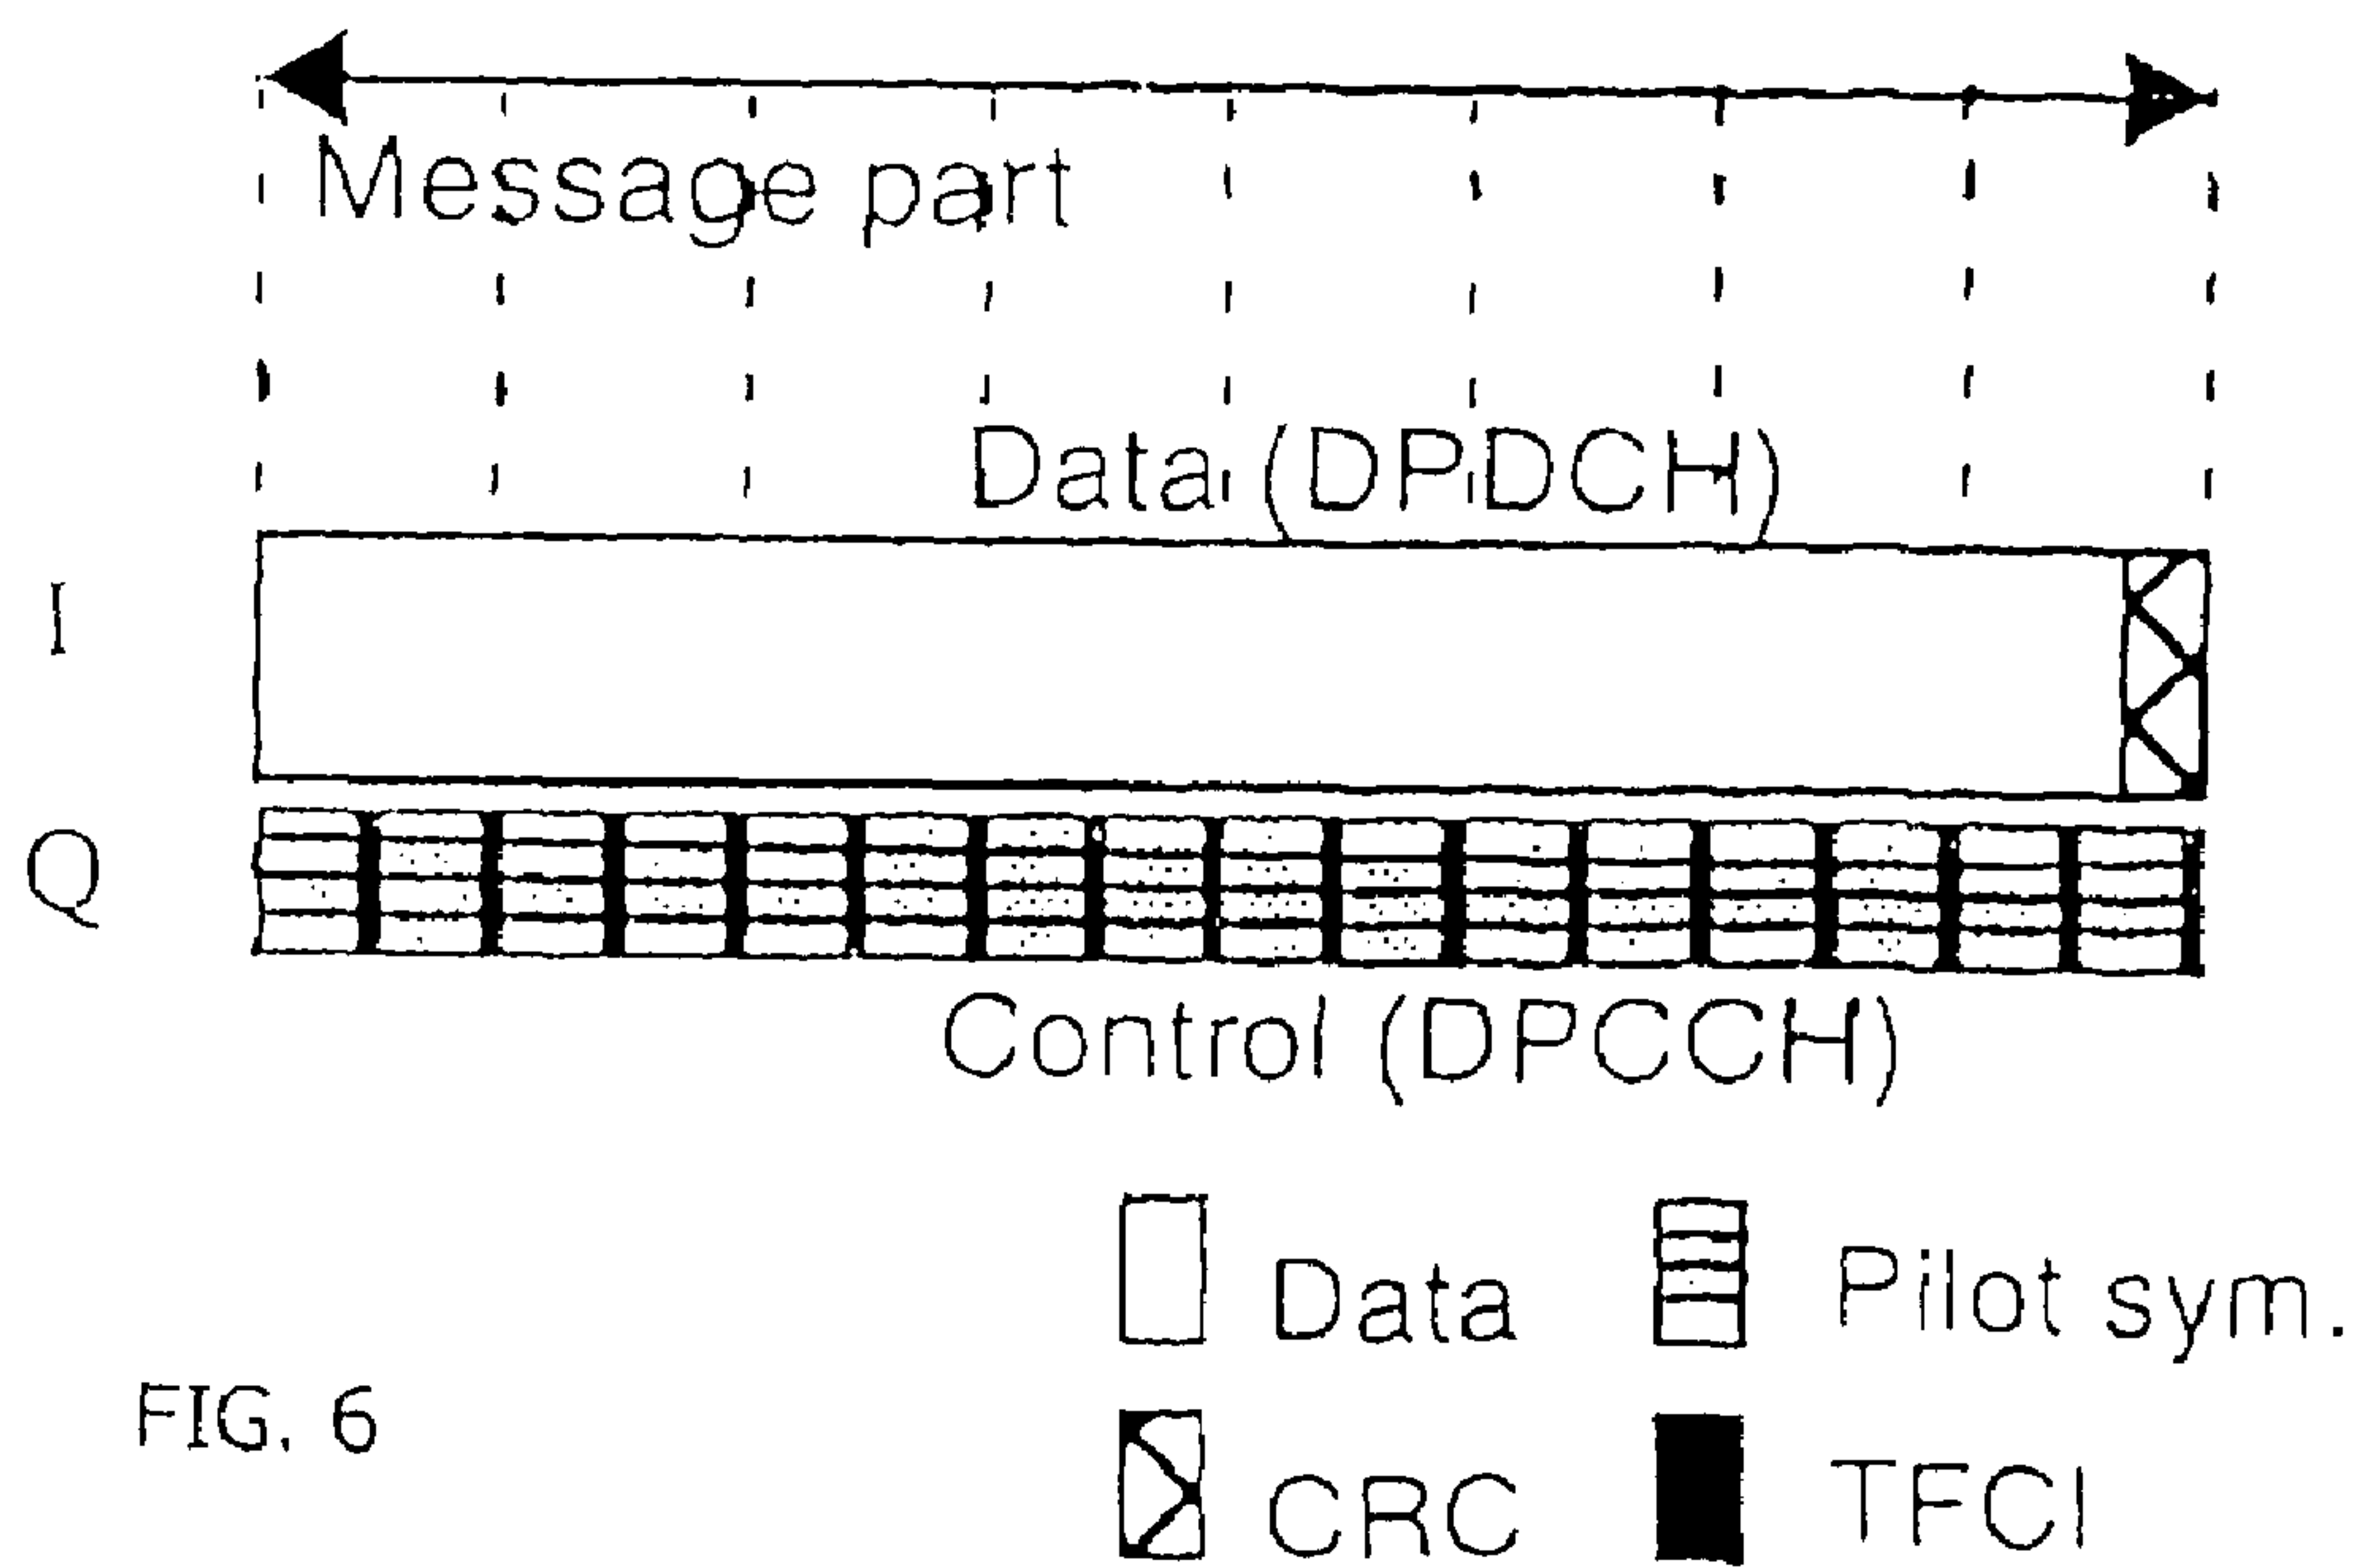 Message part
Data (DPDCH)
I
Q
Control (DPCCH)
Data
Pilot sym.
CRC
TFCI
FIG. 6